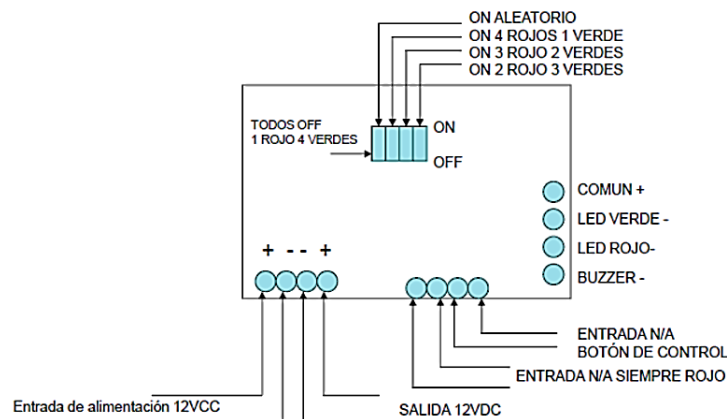 ON ALEATORIO
ON 4 ROJOS 1 VERDE
ON 3 ROJO 2 VERDES
ON 2 ROJO 3 VERDES
TODOS OFF
1 ROJO 4 VERDES
ON
OFF
COMUN +
LED VERDE -
LED ROJO-
BUZZER -
+ - - +
ENTRADA N/A
BOTÓN DE CONTROL
ENTRADA N/A SIEMPRE ROJO
Entrada de alimentación 12VCC
SALIDA 12VDC